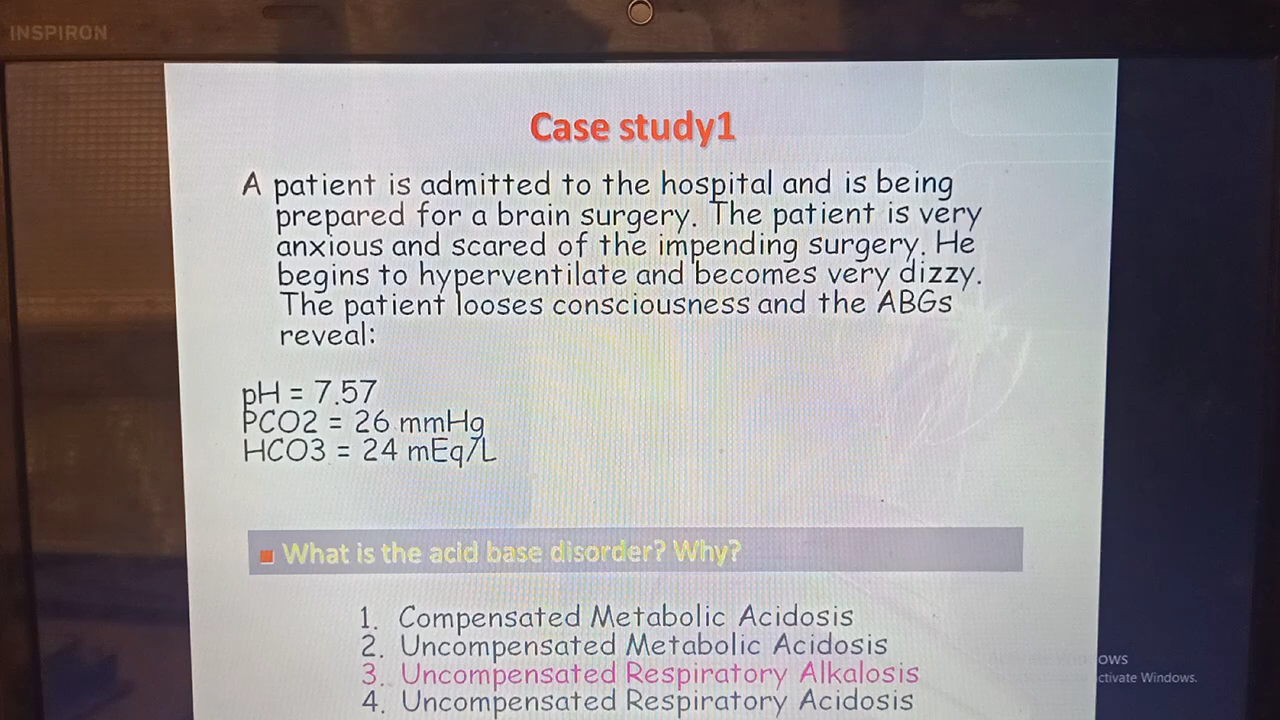 INSPIRON
Case study1
A patient is admitted to the hospital and is being
prepared for a brain surgery. The patient is very
anxious and scared of the impending surgery. He
begins to hyperventilate and becomes very dizzy.
The patient looses consciousness and the ABGs
reveal:
pH = 7.57
PCO2 = 26 mmHg
HCO3 = 24 mEq/L
What is the acid base disorder? Why?
1. Compensated Metabolic Acidosis
2. Uncompensated Metabolic Acidosis
3. Uncompensated Respiratory Alkalosis
4. Uncompensated Respiratory Acidosis
Windows.